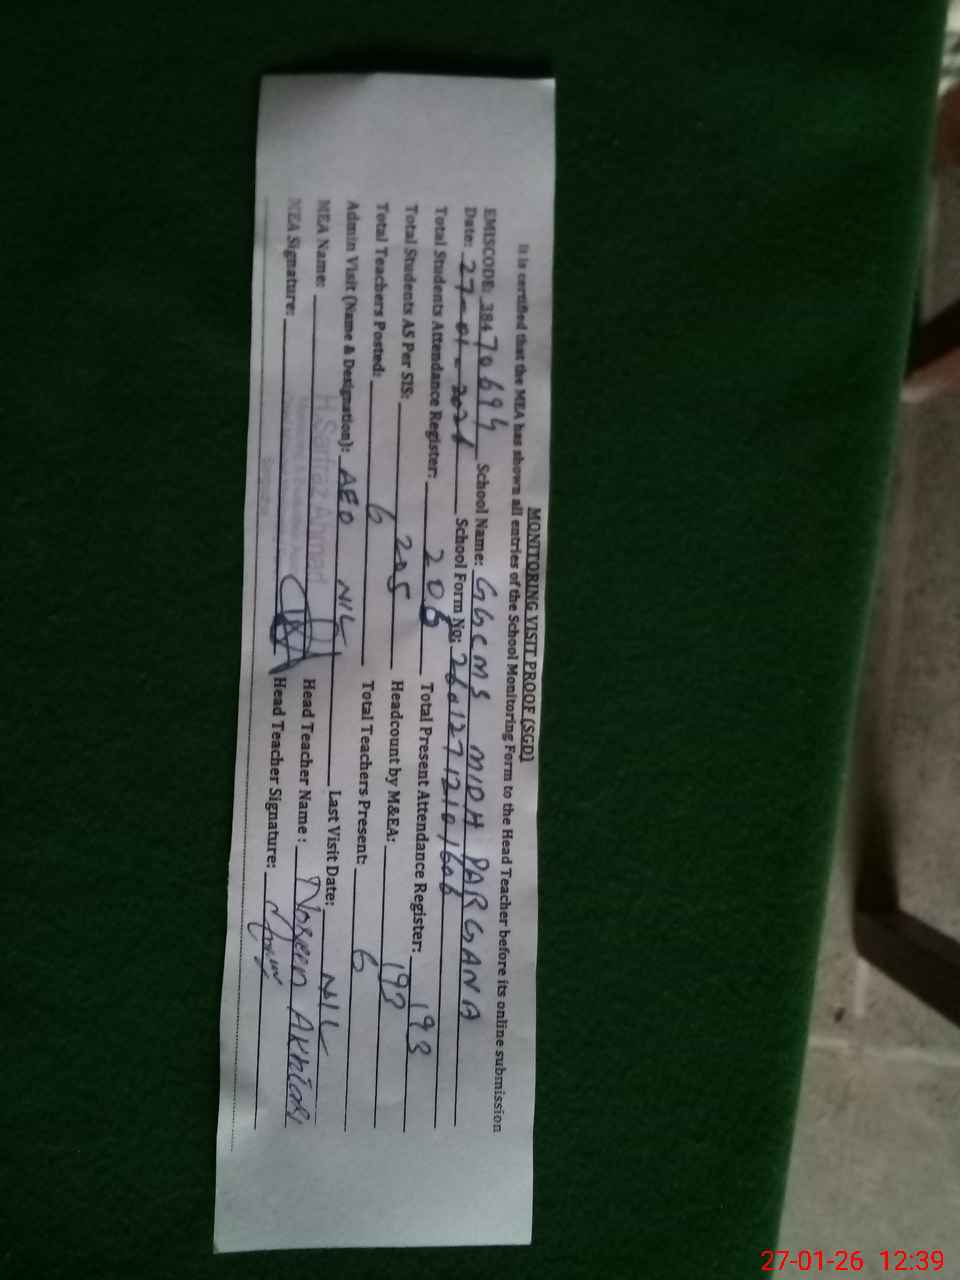 MONITORING VISIT PROOF (SGD)
It is certified that the MEA has shown all entries of the School Monitoring Form to the Head Teacher before its online submission
EMISCODE: 38470694 School Name: GGCMS MIDH PARGANA
Date: 27-01-2026 School Form No:
Total Students Attendance Register: 206 Total Present Attendance Register: 193
Total Students AS Per SIS: 205 Headcount by M&EA: 193
Total Teachers Posted: 6 Total Teachers Present: 6
Admin Visit (Name & Designation): AEO NIL Last Visit Date: NIL
MEA Name: H.Sarfraz Ahmad Head Teacher Name: Noreen Akhtar
MEA Signature: Head Teacher Signature:
27-01-26 12:39